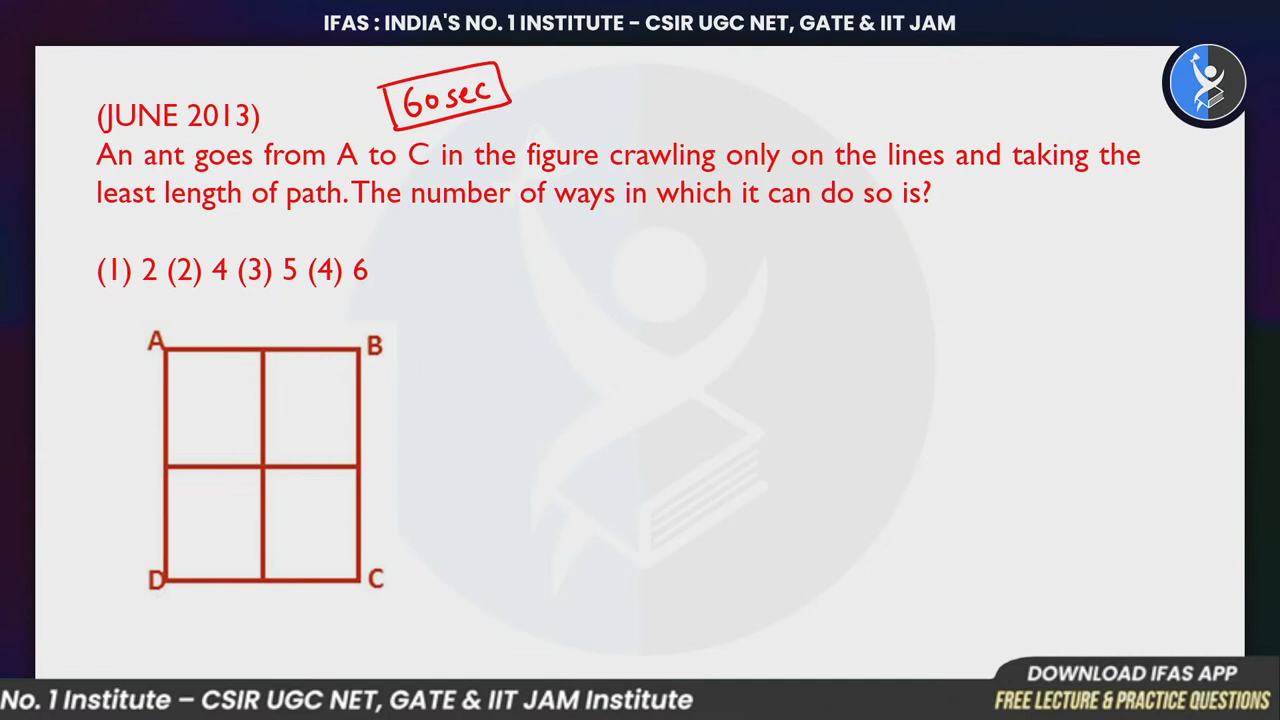 IFAS : INDIA'S NO. 1 INSTITUTE – CSIR UGC NET, GATE & IIT JAM
60 sec
(JUNE 2013)
An ant goes from A to C in the figure crawling only on the lines and taking the
least length of path. The number of ways in which it can do so is?
(1) 2 (2) 4 (3) 5 (4) 6
A
B
D
C
DOWNLOAD IFAS APP
No. 1 Institute – CSIR UGC NET, GATE & IIT JAM Institute
FREE LECTURE & PRACTICE QUESTIONS